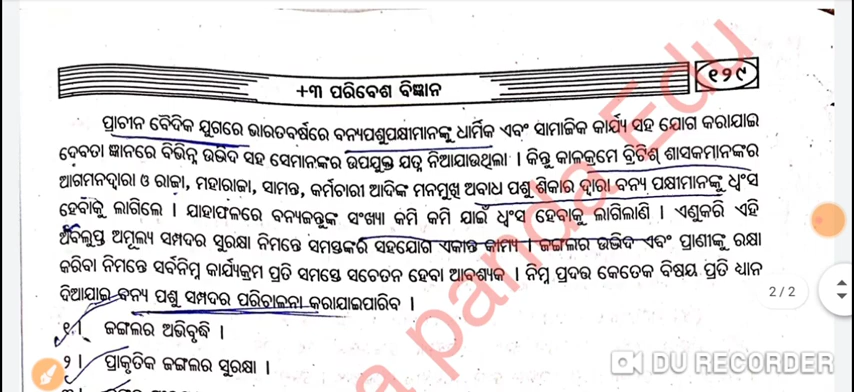 +୩ ପରିବେଶ ବିଜ୍ଞାନ
୧୨୯
ପ୍ରାଚୀନ ବୈଦିକ ଯୁଗରେ ଭାରତବର୍ଷରେ ବନ୍ୟପଶୁପକ୍ଷୀମାନଙ୍କୁ ଧାର୍ମିକ ଏବଂ ସାମାଜିକ କାର୍ଯ୍ୟ ସହ ଯୋଗ କରାଯାଇ
ଦେବତା ଜ୍ଞାନରେ ବିଭିନ୍ନ ଉଦ୍ଭିଦ ସହ ସେମାନଙ୍କର ଉପଯୁକ୍ତ ଯତ୍ନ ନିଆଯାଉଥିଲା । କିନ୍ତୁ କାଳକ୍ରମେ ବ୍ରିଟିଶ୍ ଶାସକମାନଙ୍କର
ଆଗମନଦ୍ୱାରା ଓ ରାଜା, ମହାରାଜା, ସାମନ୍ତ, କର୍ମଚାରୀ ଆଦିଙ୍କ ମନମୁଖି ଅବାଧ ପଶୁ ଶିକାର ଦ୍ୱାରା ବନ୍ୟ ପକ୍ଷୀମାନଙ୍କୁ ଧ୍ୱଂସ
ହେବାକୁ ଲାଗିଲେ । ଯାହାଫଳରେ ବନ୍ୟଜନ୍ତୁଙ୍କ ସଂଖ୍ୟା କମି କମି ଯାଇଁ ଧ୍ୱଂସ ହେବାକୁ ଲାଗିଲାଣି । ଏଣୁକରି ଏହି
ଅବିଲୁପ୍ତ ଅମୂଲ୍ୟ ସମ୍ପଦର ସୁରକ୍ଷା ନିମନ୍ତେ ସମସ୍ତଙ୍କରି ସହଯୋଗ ଏକାନ୍ତ କାମ୍ୟ । ଜଙ୍ଗଲର ଉଦ୍ଭିଦ ଏବଂ ପ୍ରାଣୀଙ୍କୁ ରକ୍ଷା
କରିବା ନିମନ୍ତେ ସର୍ବନିମ୍ନ କାର୍ଯ୍ୟକ୍ରମ ପ୍ରତି ସମସ୍ତେ ସଚେତନ ହେବା ଆବଶ୍ୟକ । ନିମ୍ନ ପ୍ରଦତ୍ତ କେତେକ ବିଷୟ ପ୍ରତି ଧ୍ୟାନ
ଦିଆଯାଇ ବନ୍ୟ ପଶୁ ସମ୍ପଦର ପରିଚାଳନା କରାଯାଇପାରିବ ।
୧। ଜଙ୍ଗଲର ଅଭିବୃଦ୍ଧି ।
୨। ପ୍ରାକୃତିକ ଜଙ୍ଗଲର ସୁରକ୍ଷା ।
2/2
DU RECORDER
a panda Edu